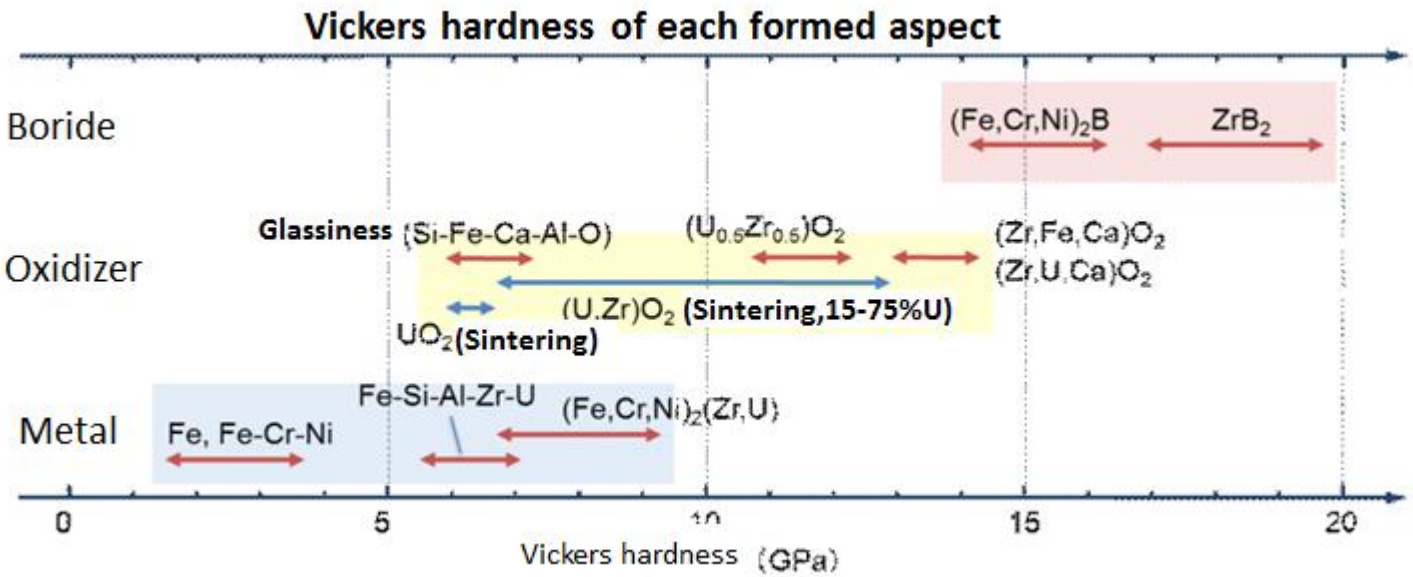 Vickers hardness of each formed aspect
Boride
(Fe,Cr,Ni)₂B
ZrB₂
Glassiness (Si-Fe-Ca-Al-O)
(U₀.₅Zr₀.₅)O₂
(Zr,Fe,Ca)O₂
Oxidizer
(Zr,U,Ca)O₂
(U,Zr)O₂ (Sintering,15-75%U)
UO₂(Sintering)
Fe-Si-Al-Zr-U
(Fe,Cr,Ni)₂(Zr,U)
Metal
Fe, Fe-Cr-Ni
0 5 10 15 20
Vickers hardness (GPa)